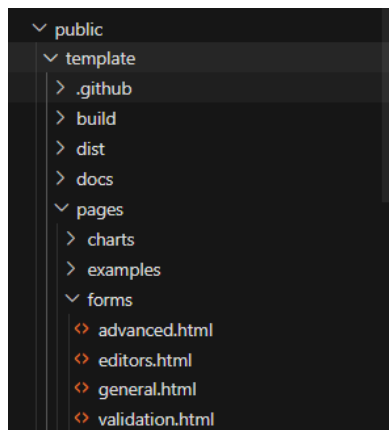 public
template
.github
build
dist
docs
pages
charts
examples
forms
advanced.html
editors.html
general.html
validation.html